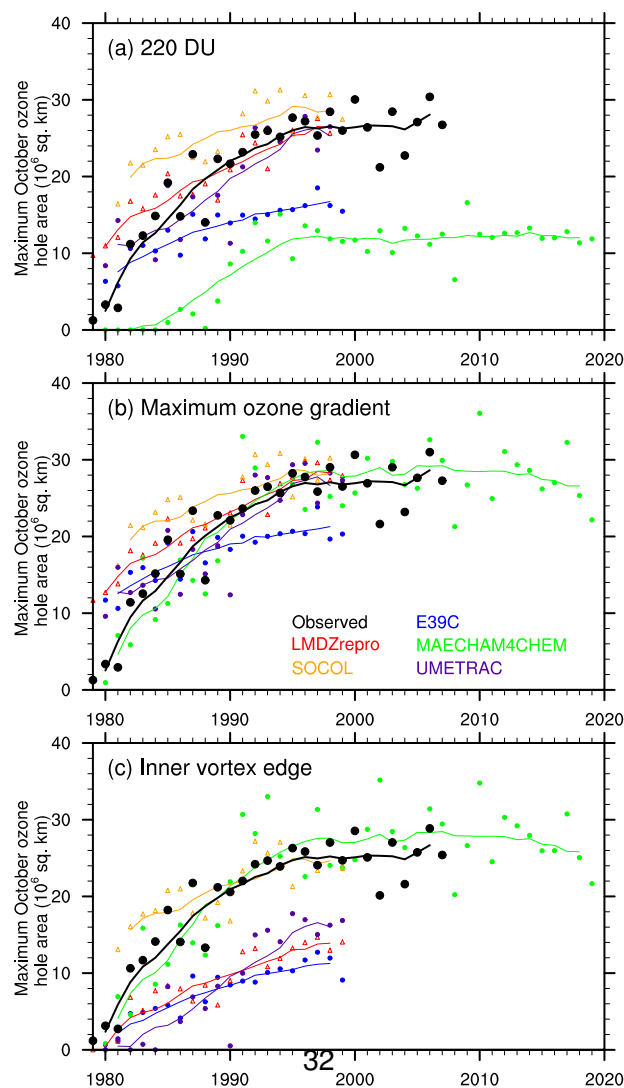 40
(a) 220 DU
30
20
10
0
Maximum October ozone
hole area (10⁶ sq. km)
1980 1990 2000 2010 2020
40
(b) Maximum ozone gradient
30
20
10
0
Maximum October ozone
hole area (10⁶ sq. km)
Observed E39C
LMDZrepro MAECHAM4CHEM
SOCOL UMETRAC
1980 1990 2000 2010 2020
40
(c) Inner vortex edge
30
20
10
0
Maximum October ozone
hole area (10⁶ sq. km)
32
1980 1990 2000 2010 2020